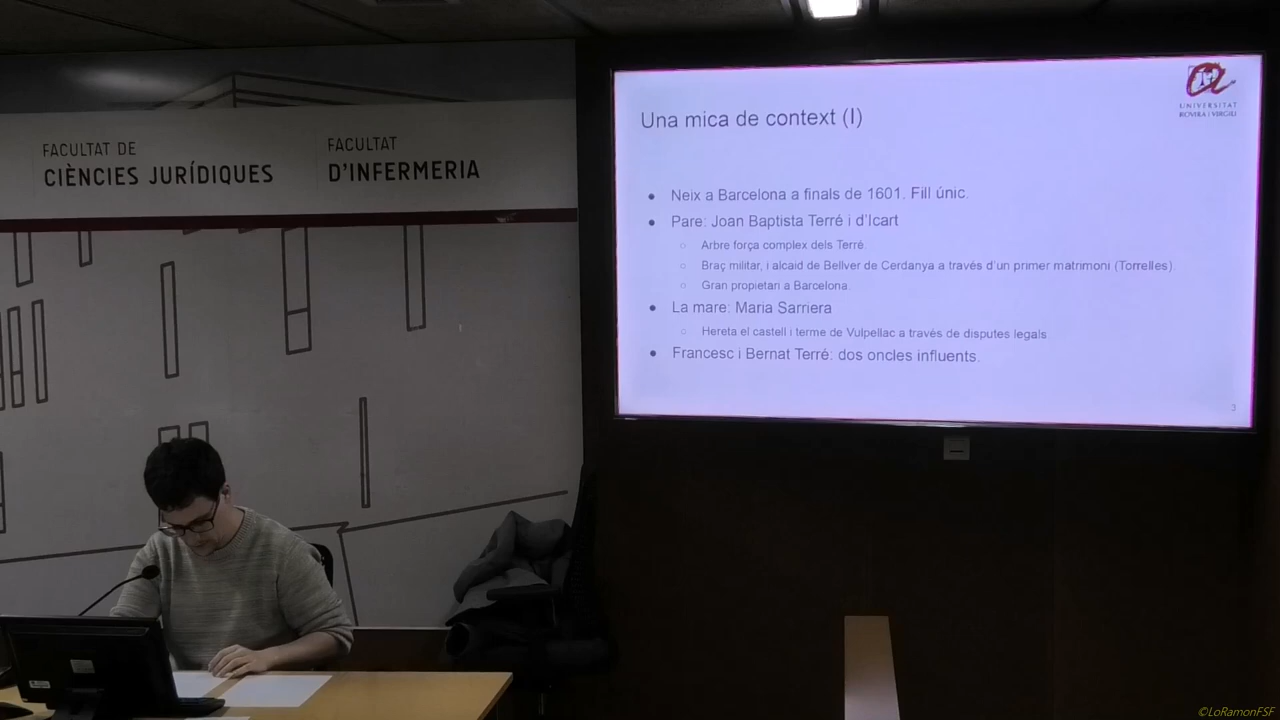 FACULTAT DE
CIÈNCIES JURÍDIQUES
FACULTAT
D'INFERMERIA
UNIVERSITAT
ROVIRA I VIRGILI
Una mica de context (I)
• Neix a Barcelona a finals de 1601. Fill únic.
• Pare: Joan Baptista Terré i d'Icart
○ Arbre força complex dels Terré.
○ Braç militar, i alcaid de Bellver de Cerdanya a través d'un primer matrimoni (Torrelles).
○ Gran propietari a Barcelona.
• La mare: Maria Sarriera
○ Hereta el castell i terme de Vulpellac a través de disputes legals
• Francesc i Bernat Terré: dos oncles influents.
3
©LoRamonFSF